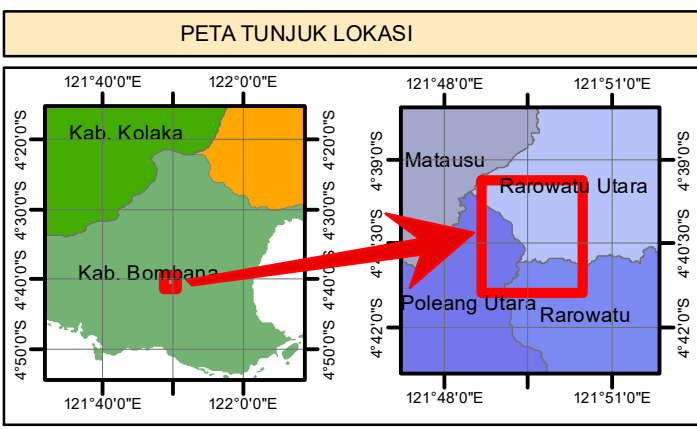 PETA TUNJUK LOKASI
121°40'0"E 122°0'0"E
4°20'0"S
4°30'0"S
4°40'0"S
4°50'0"S
Kab. Kolaka
Kab. Bombana
4°20'0"S
4°30'0"S
4°40'0"S
4°50'0"S
121°40'0"E 122°0'0"E
121°48'0"E 121°51'0"E
4°39'0"S
4°40'30"S
4°42'0"S
Matausu
Rarowatu Utara
Poleang Utara
Rarowatu
4°39'0"S
4°40'30"S
4°42'0"S
121°48'0"E 121°51'0"E